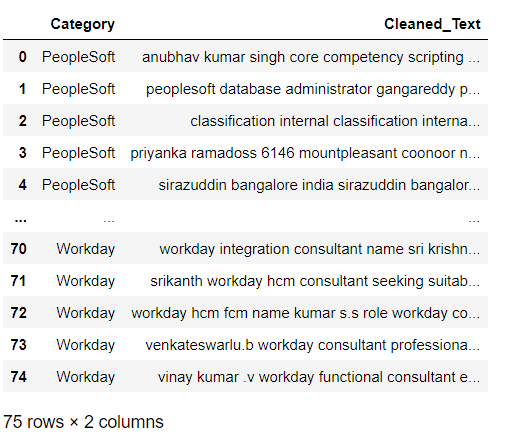 Category Cleaned_Text
0 PeopleSoft anubhav kumar singh core competency scripting ...
1 PeopleSoft peoplesoft database administrator gangareddy p...
2 PeopleSoft classification internal classification interna...
3 PeopleSoft priyanka ramadoss 6146 mountpleasant coonoor n...
4 PeopleSoft sirazuddin bangalore india sirazuddin bangalor...
... ... ...
70 Workday workday integration consultant name sri krishn...
71 Workday srikanth workday hcm consultant seeking suitab...
72 Workday workday hcm fcm name kumar s.s role workday co...
73 Workday venkateswarlu.b workday consultant professiona...
74 Workday vinay kumar .v workday functional consultant e...
75 rows × 2 columns